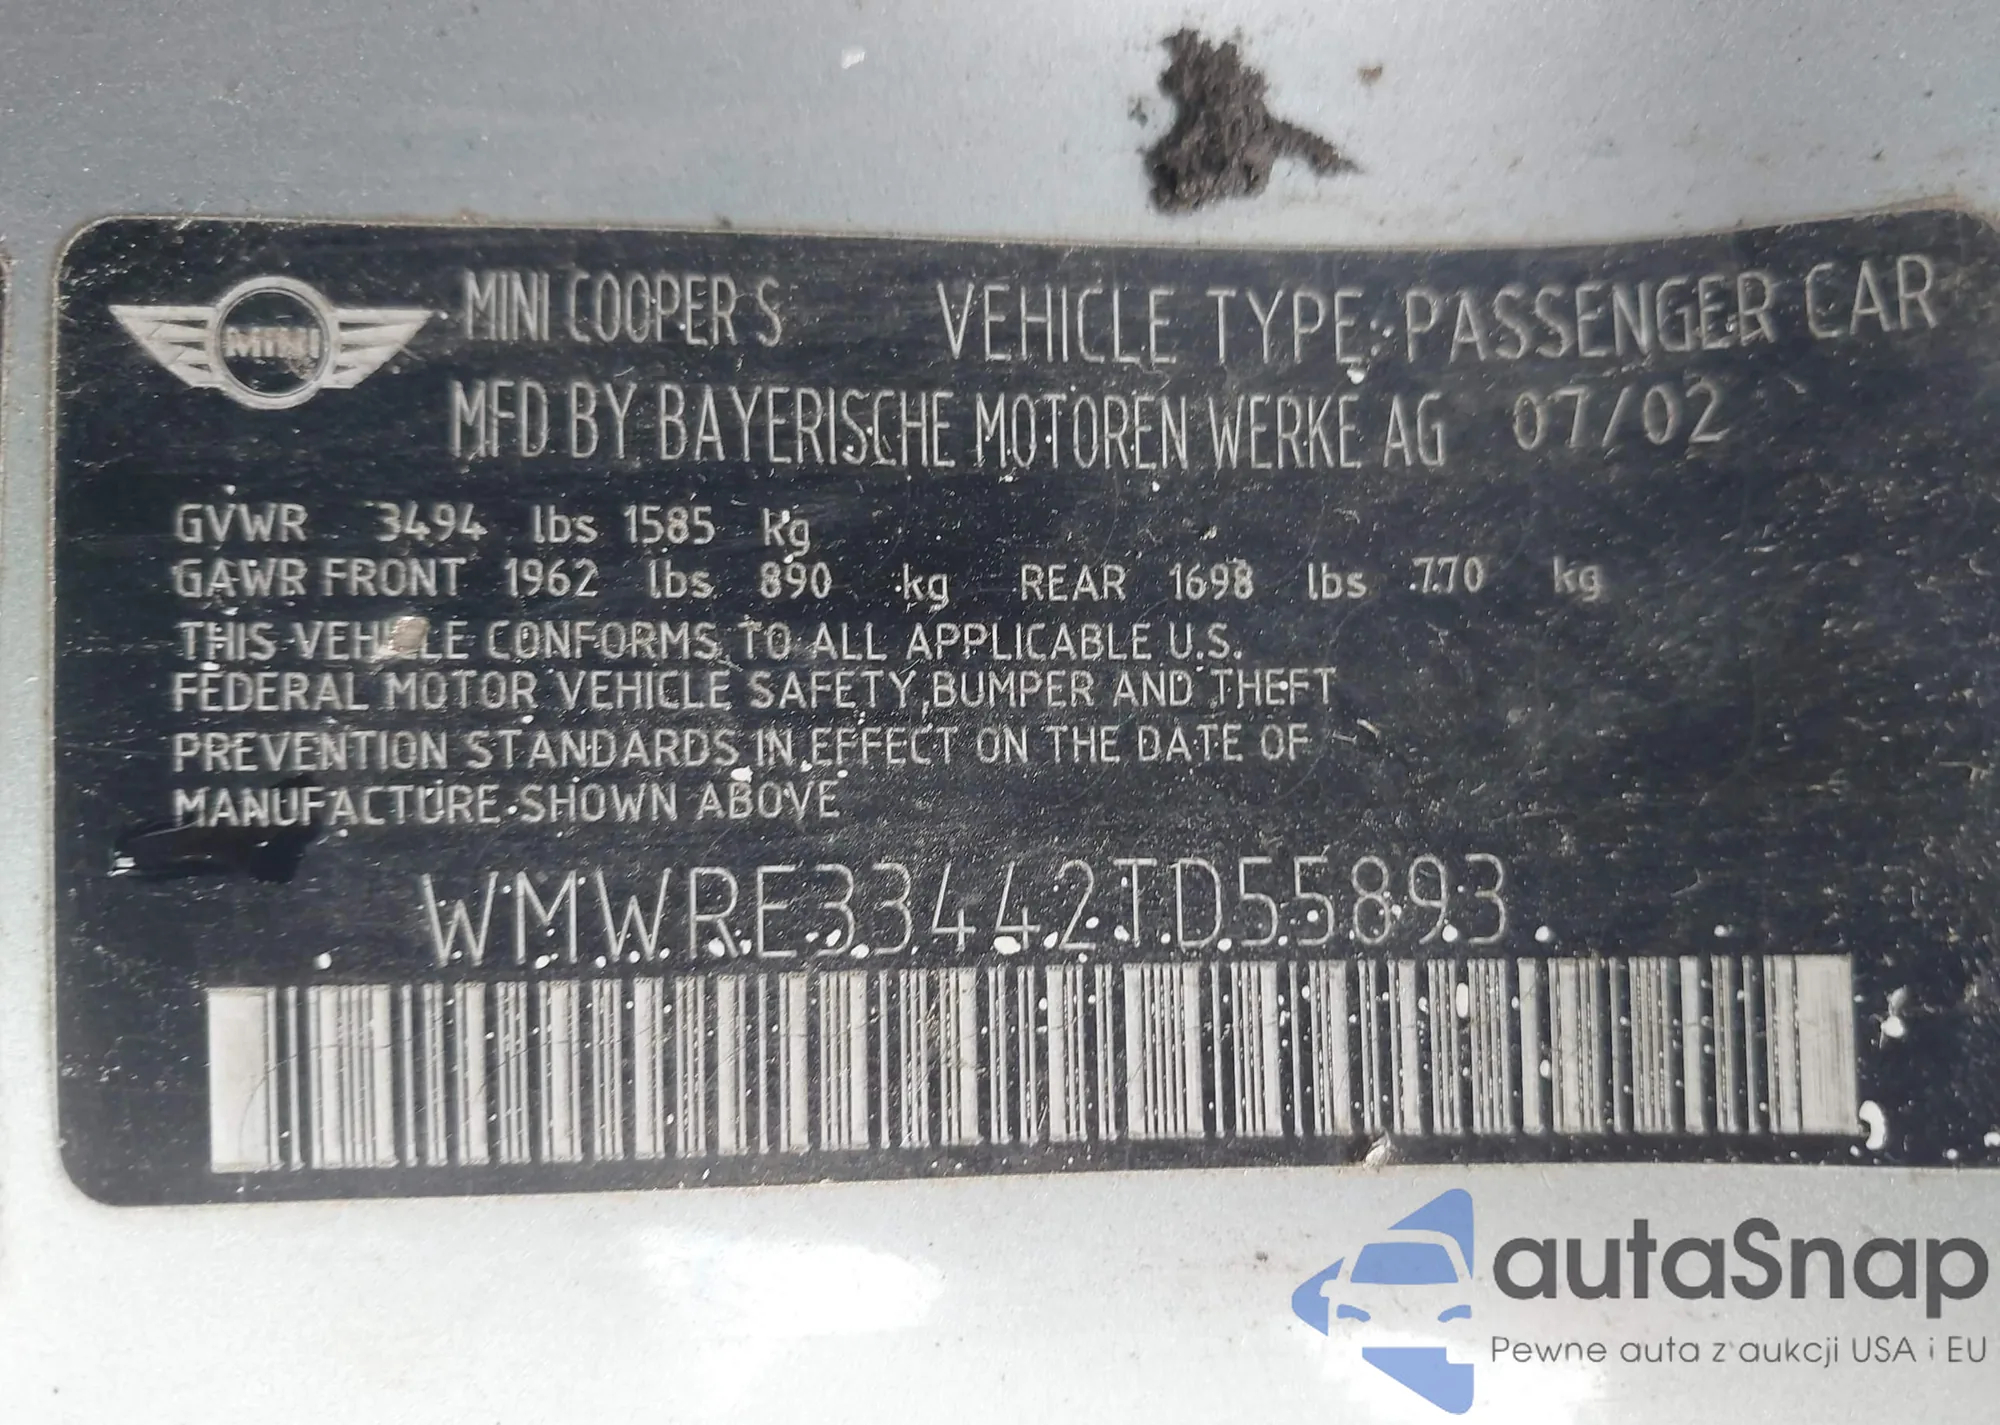 MINI
MINI COOPER S VEHICLE TYPE: PASSENGER CAR
MFD BY BAYERISCHE MOTOREN WERKE AG 07/02
GVWR 3494 lbs 1585 kg
GAWR FRONT 1962 lbs 890 kg REAR 1698 lbs 770 kg
THIS VEHICLE CONFORMS TO ALL APPLICABLE U.S.
FEDERAL MOTOR VEHICLE SAFETY,BUMPER AND THEFT
PREVENTION STANDARDS IN EFFECT ON THE DATE OF
MANUFACTURE SHOWN ABOVE
WMWRE33442TD55893
autaSnap
Pewne auta z aukcji USA i EU